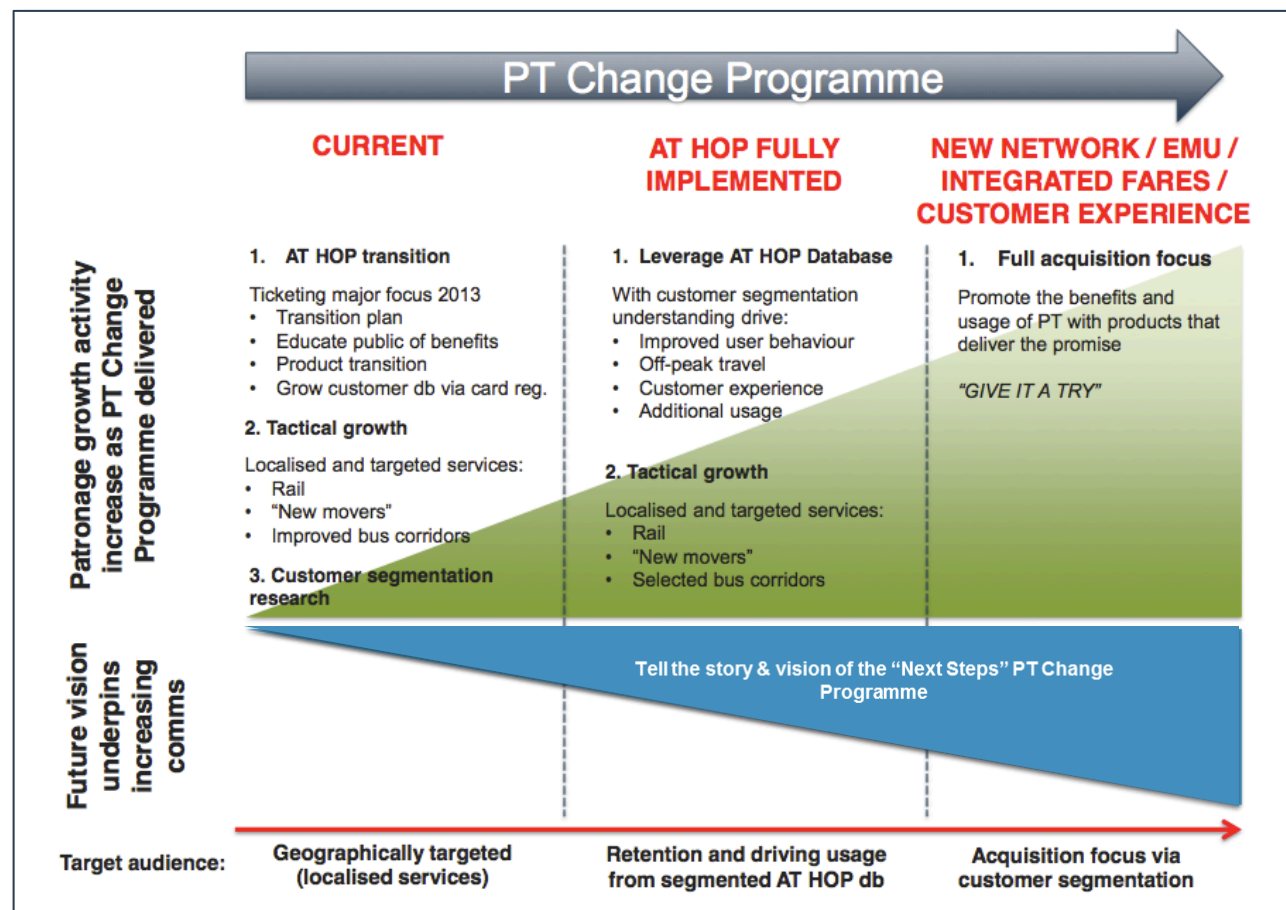 PT Change Programme
CURRENT
AT HOP FULLY
IMPLEMENTED
NEW NETWORK / EMU /
INTEGRATED FARES /
CUSTOMER EXPERIENCE
Patronage growth activity
increase as PT Change
Programme delivered
1. AT HOP transition
Ticketing major focus 2013
• Transition plan
• Educate public of benefits
• Product transition
• Grow customer db via card reg.
2. Tactical growth
Localised and targeted services:
• Rail
• “New movers”
• Improved bus corridors
3. Customer segmentation
research
1. Leverage AT HOP Database
With customer segmentation
understanding drive:
• Improved user behaviour
• Off-peak travel
• Customer experience
• Additional usage
2. Tactical growth
Localised and targeted services:
• Rail
• “New movers”
• Selected bus corridors
1. Full acquisition focus
Promote the benefits and
usage of PT with products that
deliver the promise
“GIVE IT A TRY”
Future vision
underpins
increasing
comms
Tell the story & vision of the “Next Steps” PT Change
Programme
Target audience:
Geographically targeted
(localised services)
Retention and driving usage
from segmented AT HOP db
Acquisition focus via
customer segmentation